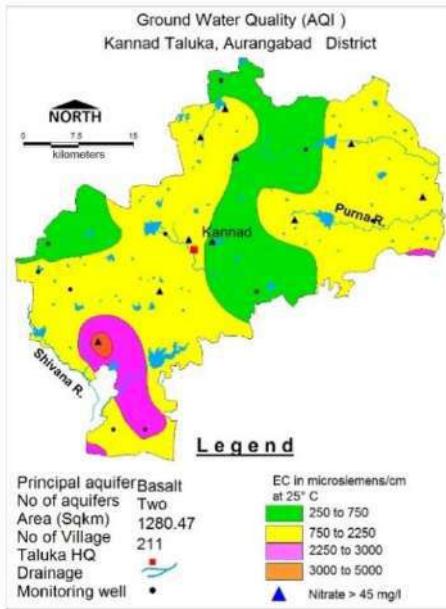 Ground Water Quality (AQI )
Kannad Taluka, Aurangabad District
NORTH
0 7.5 15
kilometers
Kannad
Purna R.
Shivana R.
Legend
Principal aquifer Basalt
No of aquifers Two
Area (Sqkm) 1280.47
No of Village 211
Taluka HQ
Drainage
Monitoring well
EC in microsiemens/cm
at 25° C
250 to 750
750 to 2250
2250 to 3000
3000 to 5000
Nitrate > 45 mg/l